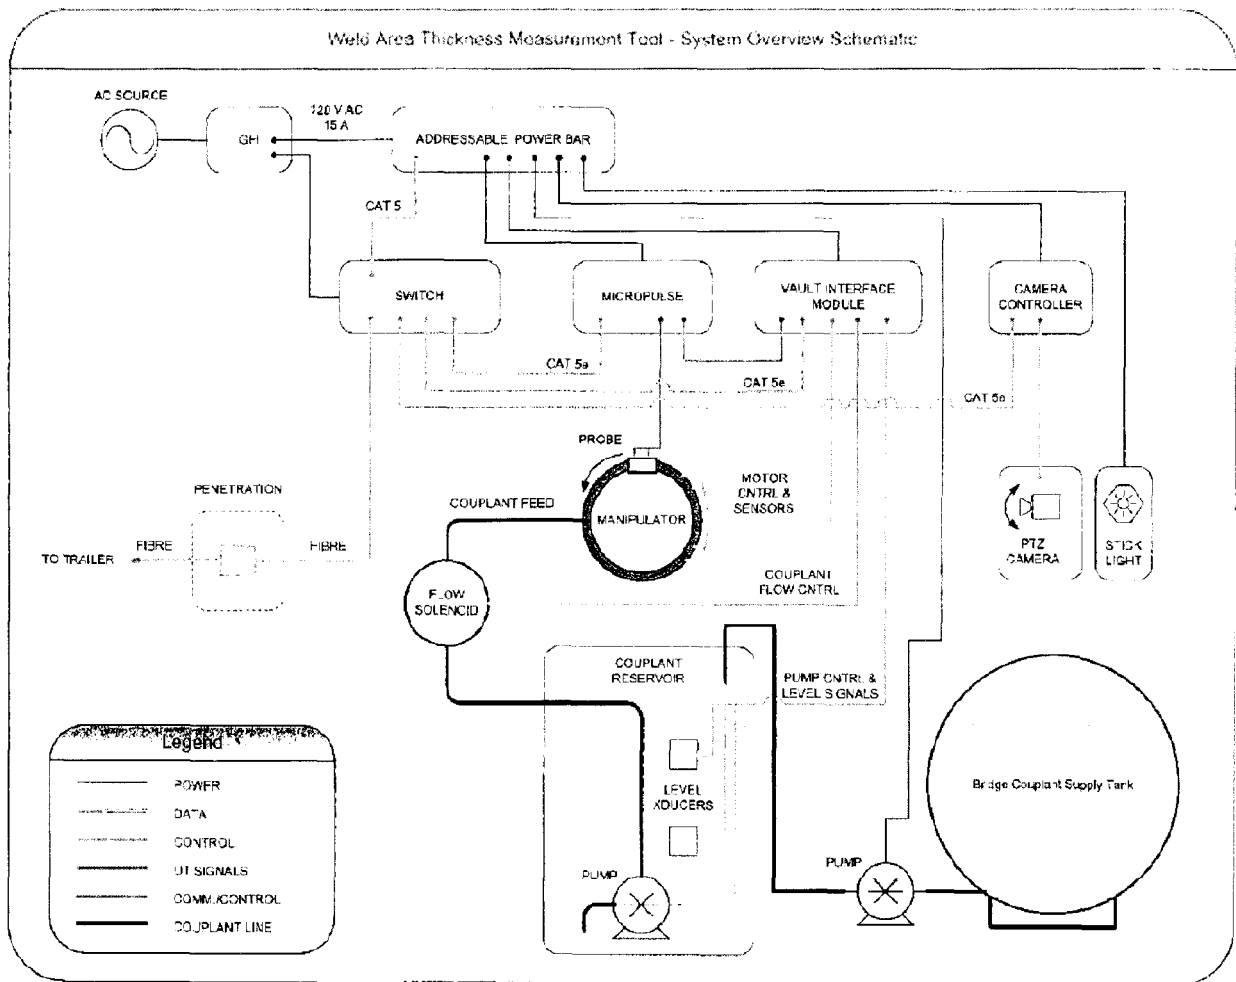 Weld Area Thickness Measurement Tool - System Overview Schematic
AC SOURCE
120 V AC
15 A
GFI
ADDRESSABLE POWER BAR
CAT 5
SWITCH
MICROPULSE
VAULT INTERFACE
MODULE
CAMERA
CONTROLLER
CAT 5e
CAT 5e
CAT 5e
PROBE
MOTOR
CNTRL &
SENSORS
PENETRATION
COUPLANT FEED
MANIPULATOR
TO TRAILER
FIBRE
FIBRE
PTZ
CAMERA
STICK
LIGHT
FLOW
SOLENOID
COUPLANT
FLOW CNTRL
COUPLANT
RESERVOIR
PUMP CNTRL &
LEVEL SIGNALS
Legend
POWER
DATA
CONTROL
UT SIGNALS
COMM./CONTROL
COUPLANT LINE
LEVEL
XDUCERS
PUMP
PUMP
Bridge Couplant Supply Tank